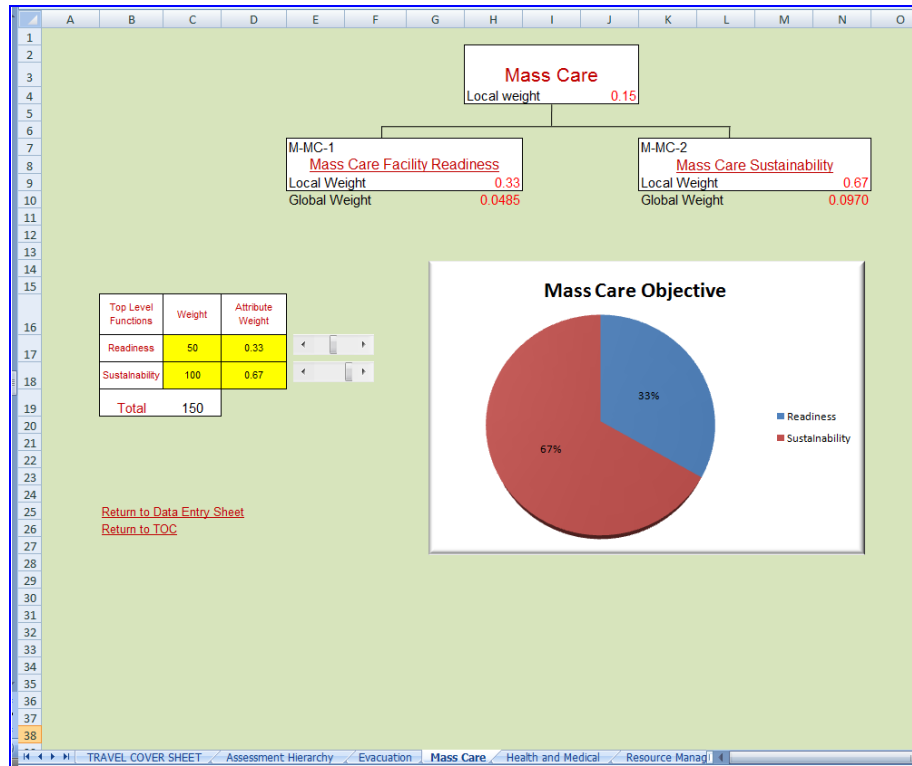 A B C D E F G H I J K L M N O
1
2
3 Mass Care
4 Local weight 0.15
5
6
7 M-MC-1 M-MC-2
8 Mass Care Facility Readiness Mass Care Sustainability
9 Local Weight 0.33 Local Weight 0.67
10 Global Weight 0.0485 Global Weight 0.0970
11
12
13
14
15 Mass Care Objective
Top Level Attribute
16 Functions Weight Weight
17 Readiness 50 0.33
18 Sustainability 100 0.67
33%
19 Total 150
20 Readiness
21 Sustainability
22 67%
23
24
25 Return to Data Entry Sheet
26 Return to TOC
27
28
29
30
31
32
33
34
35
36
37
38
TRAVEL COVER SHEET Assessment Hierarchy Evacuation Mass Care Health and Medical Resource Manag